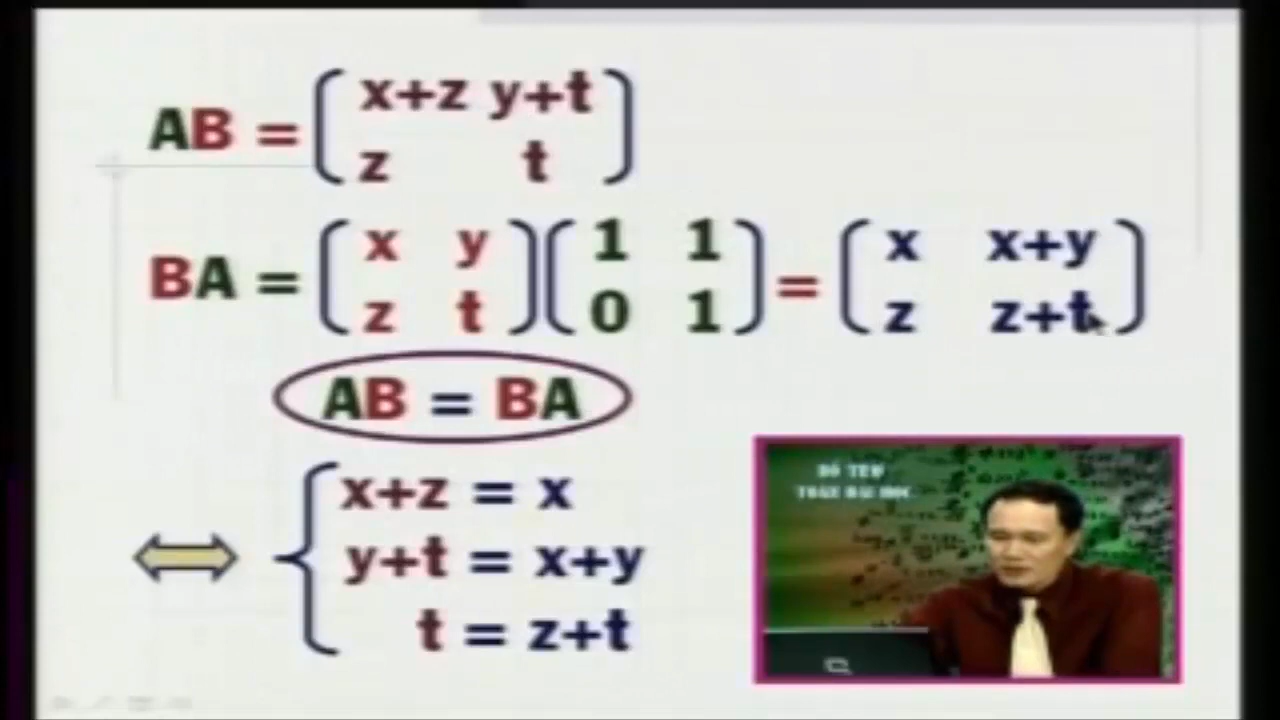 AB = ( x+z y+t
z t )
BA = ( x y
z t ) ( 1 1
0 1 ) = ( x x+y
z z+t )
AB = BA
⇔ { x+z = x
y+t = x+y
t = z+t